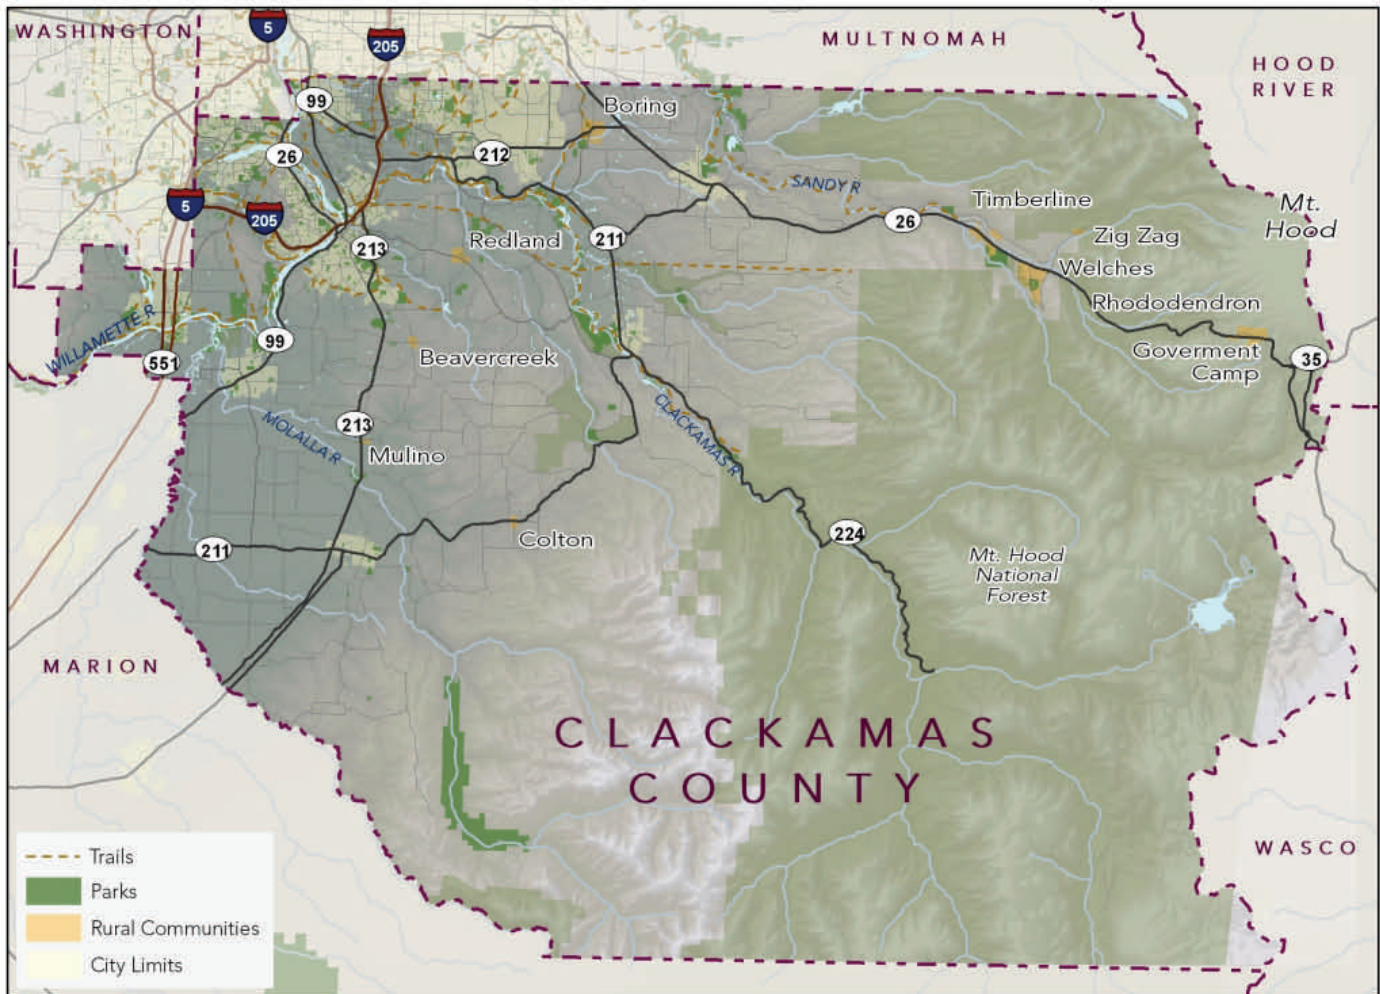 WASHINGTON
5
205
MULTNOMAH
HOOD
RIVER
99
Boring
26
212
SANDY R
Timberline
Mt.
Hood
5
205
213
Redland
211
26
Zig Zag
Welches
Rhododendron
WILLAMETTE R
99
551
Beavercreek
Goverment
Camp
35
MOLALLA R
213
CLACKAMAS R
Mulino
211
Colton
224
Mt. Hood
National
Forest
MARION
CLACKAMAS
COUNTY
WASCO
Trails
Parks
Rural Communities
City Limits